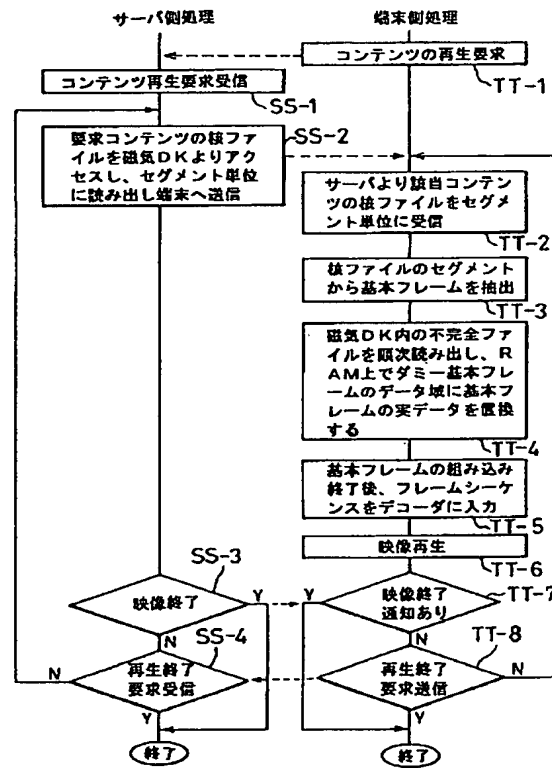 サーバ側処理
端末側処理
コンテンツの再生要求
TT-1
コンテンツ再生要求受信
SS-1
要求コンテンツの核ファ
イルを磁気DKよりアク
セスし、セグメント単位
に読み出し端末へ送信
SS-2
サーバより該当コンテン
ツの核ファイルをセグメ
ント単位に受信
TT-2
核ファイルのセグメント
から基本フレームを抽出
TT-3
磁気DK内の不完全ファ
イルを順次読み出し、R
AM上でダミー基本フレー
ムのデータ域に基本フ
レームの実データを置換
する
TT-4
基本フレームの組み込み
終了後、フレームシーケ
ンスをデコーダに入力
TT-5
映像再生
TT-6
SS-3
映像終了
Y
N
Y
映像終了
通知あり
TT-7
N
SS-4
N
再生終了
要求受信
Y
TT-8
再生終了
要求送信
N
Y
終了
終了